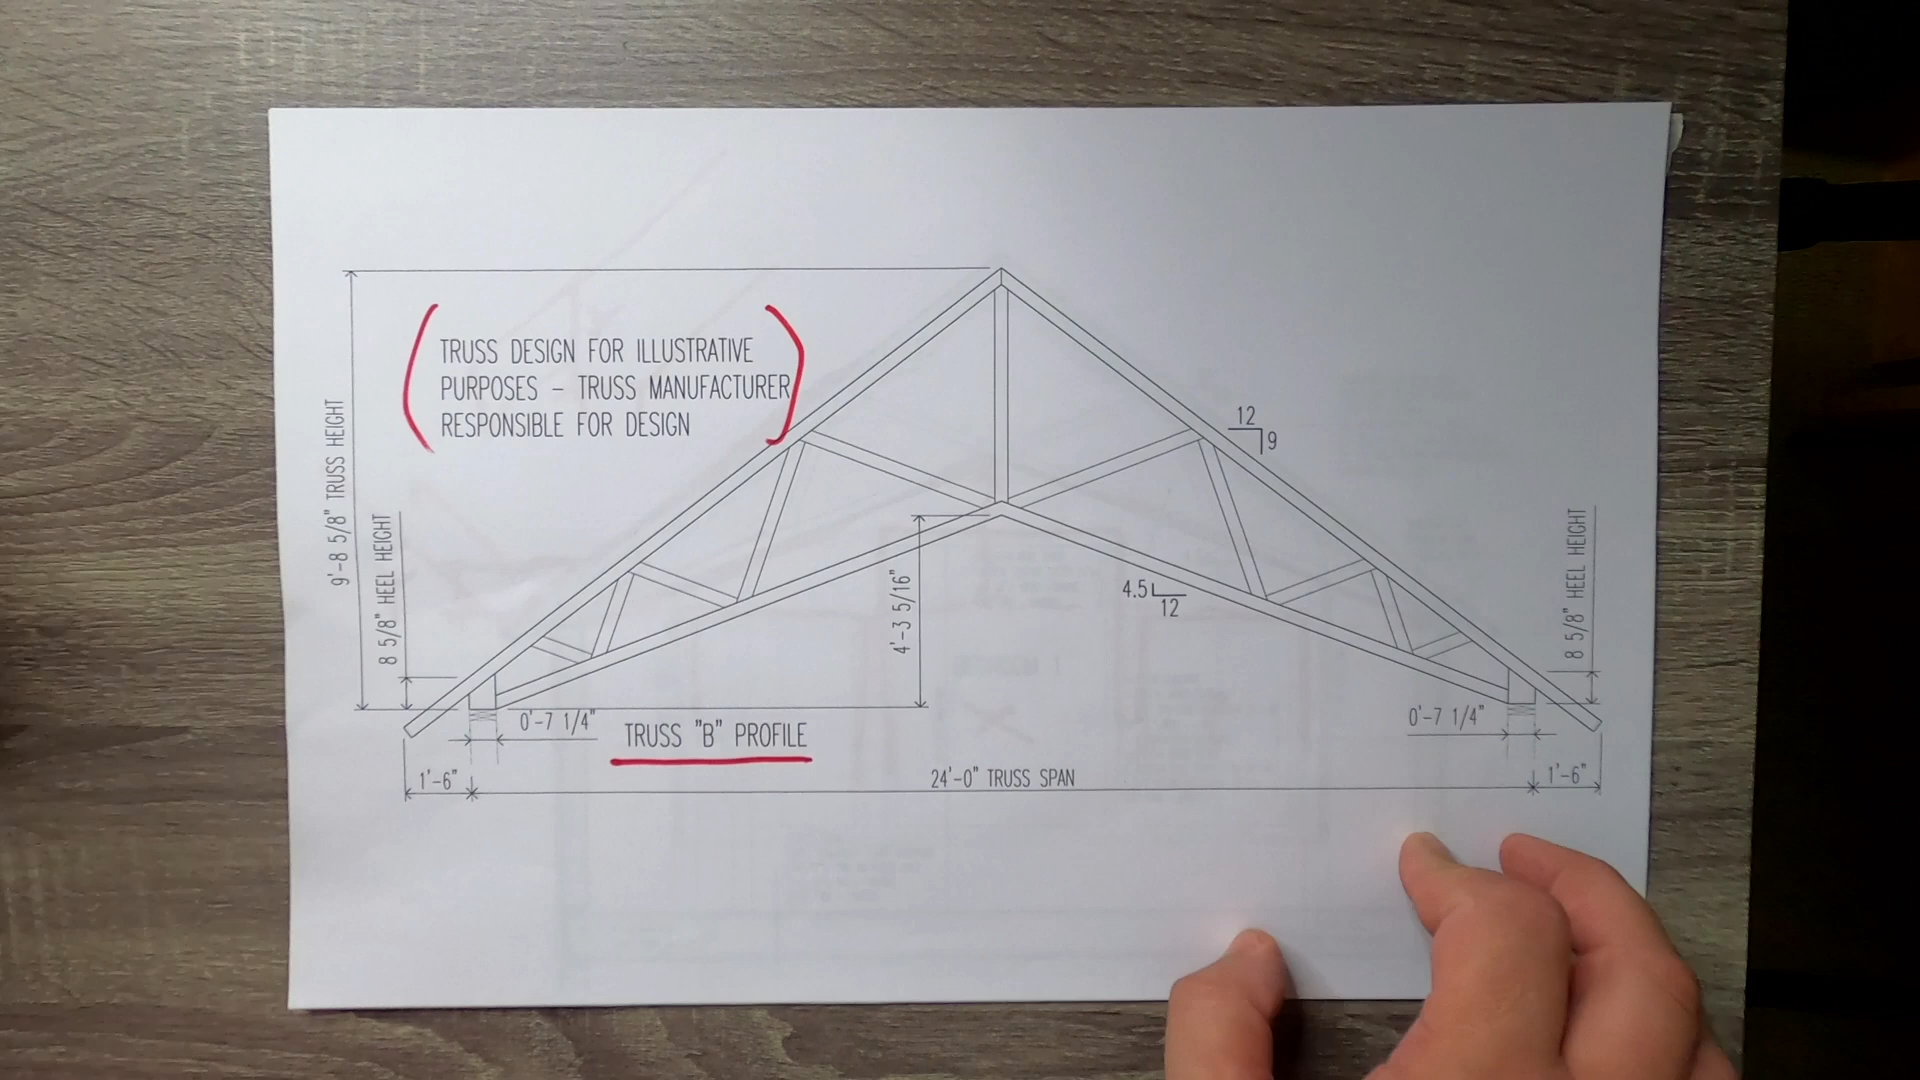 TRUSS DESIGN FOR ILLUSTRATIVE
PURPOSES - TRUSS MANUFACTURER
RESPONSIBLE FOR DESIGN
9'-8 5/8" TRUSS HEIGHT
8 5/8" HEEL HEIGHT
12
9
4'-3 5/16"
4.5
12
8 5/8" HEEL HEIGHT
0'-7 1/4"
TRUSS "B" PROFILE
0'-7 1/4"
1'-6"
24'-0" TRUSS SPAN
1'-6"